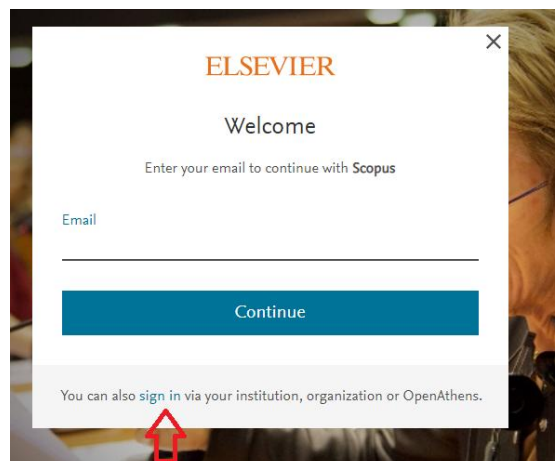 ELSEVIER
Welcome
Enter your email to continue with Scopus
Email
Continue
You can also sign in via your institution, organization or OpenAthens.